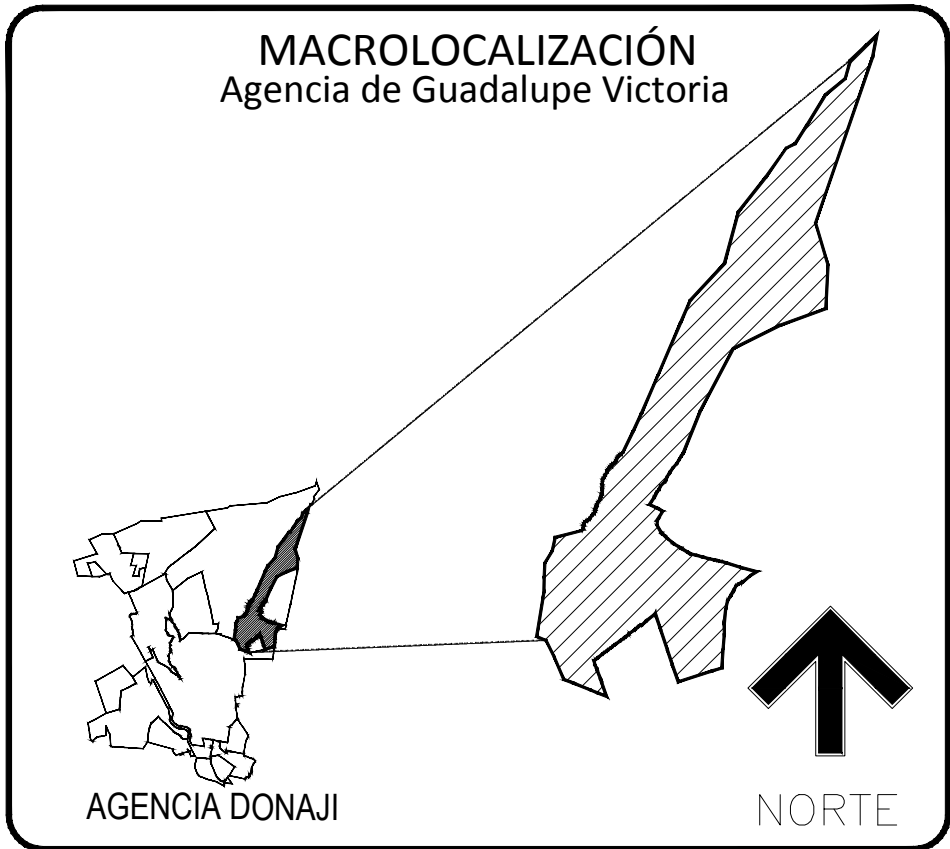 MACROLOCALIZACIÓN
Agencia de Guadalupe Victoria
AGENCIA DONAJI
NORTE